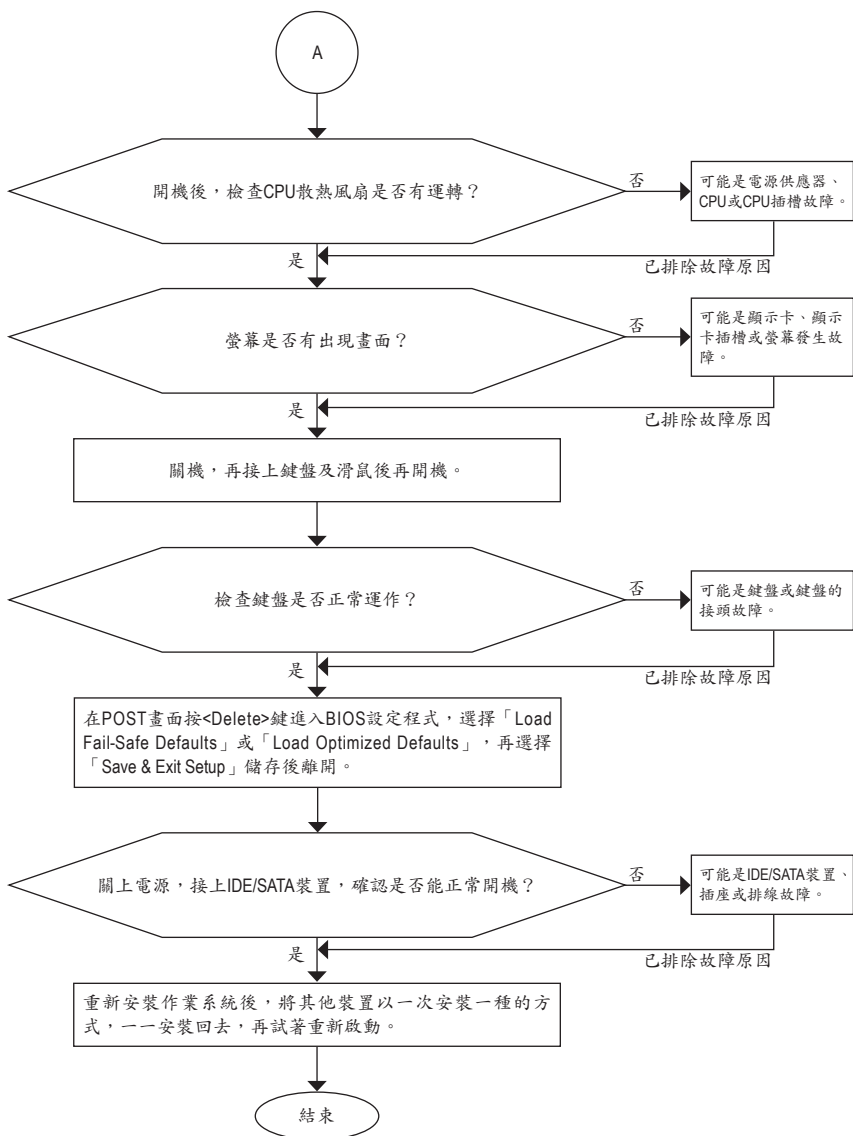 A
開機後，檢查CPU散熱風扇是否有運轉？
否
可能是電源供應器、
CPU或CPU插槽故障。
是
已排除故障原因
螢幕是否有出現畫面？
否
可能是顯示卡、顯示
卡插槽或螢幕發生故
障。
是
已排除故障原因
關機，再接上鍵盤及滑鼠後再開機。
檢查鍵盤是否正常運作？
否
可能是鍵盤或鍵盤的
接頭故障。
是
已排除故障原因
在POST畫面按<Delete>鍵進入BIOS設定程式，選擇「Load
Fail-Safe Defaults」或「Load Optimized Defaults」，再選擇
「Save & Exit Setup」儲存後離開。
關上電源，接上IDE/SATA裝置，確認是否能正常開機？
否
可能是IDE/SATA裝置、
插座或排線故障。
是
已排除故障原因
重新安裝作業系統後，將其他裝置以一次安裝一種的方
式，一一安裝回去，再試著重新啟動。
結束